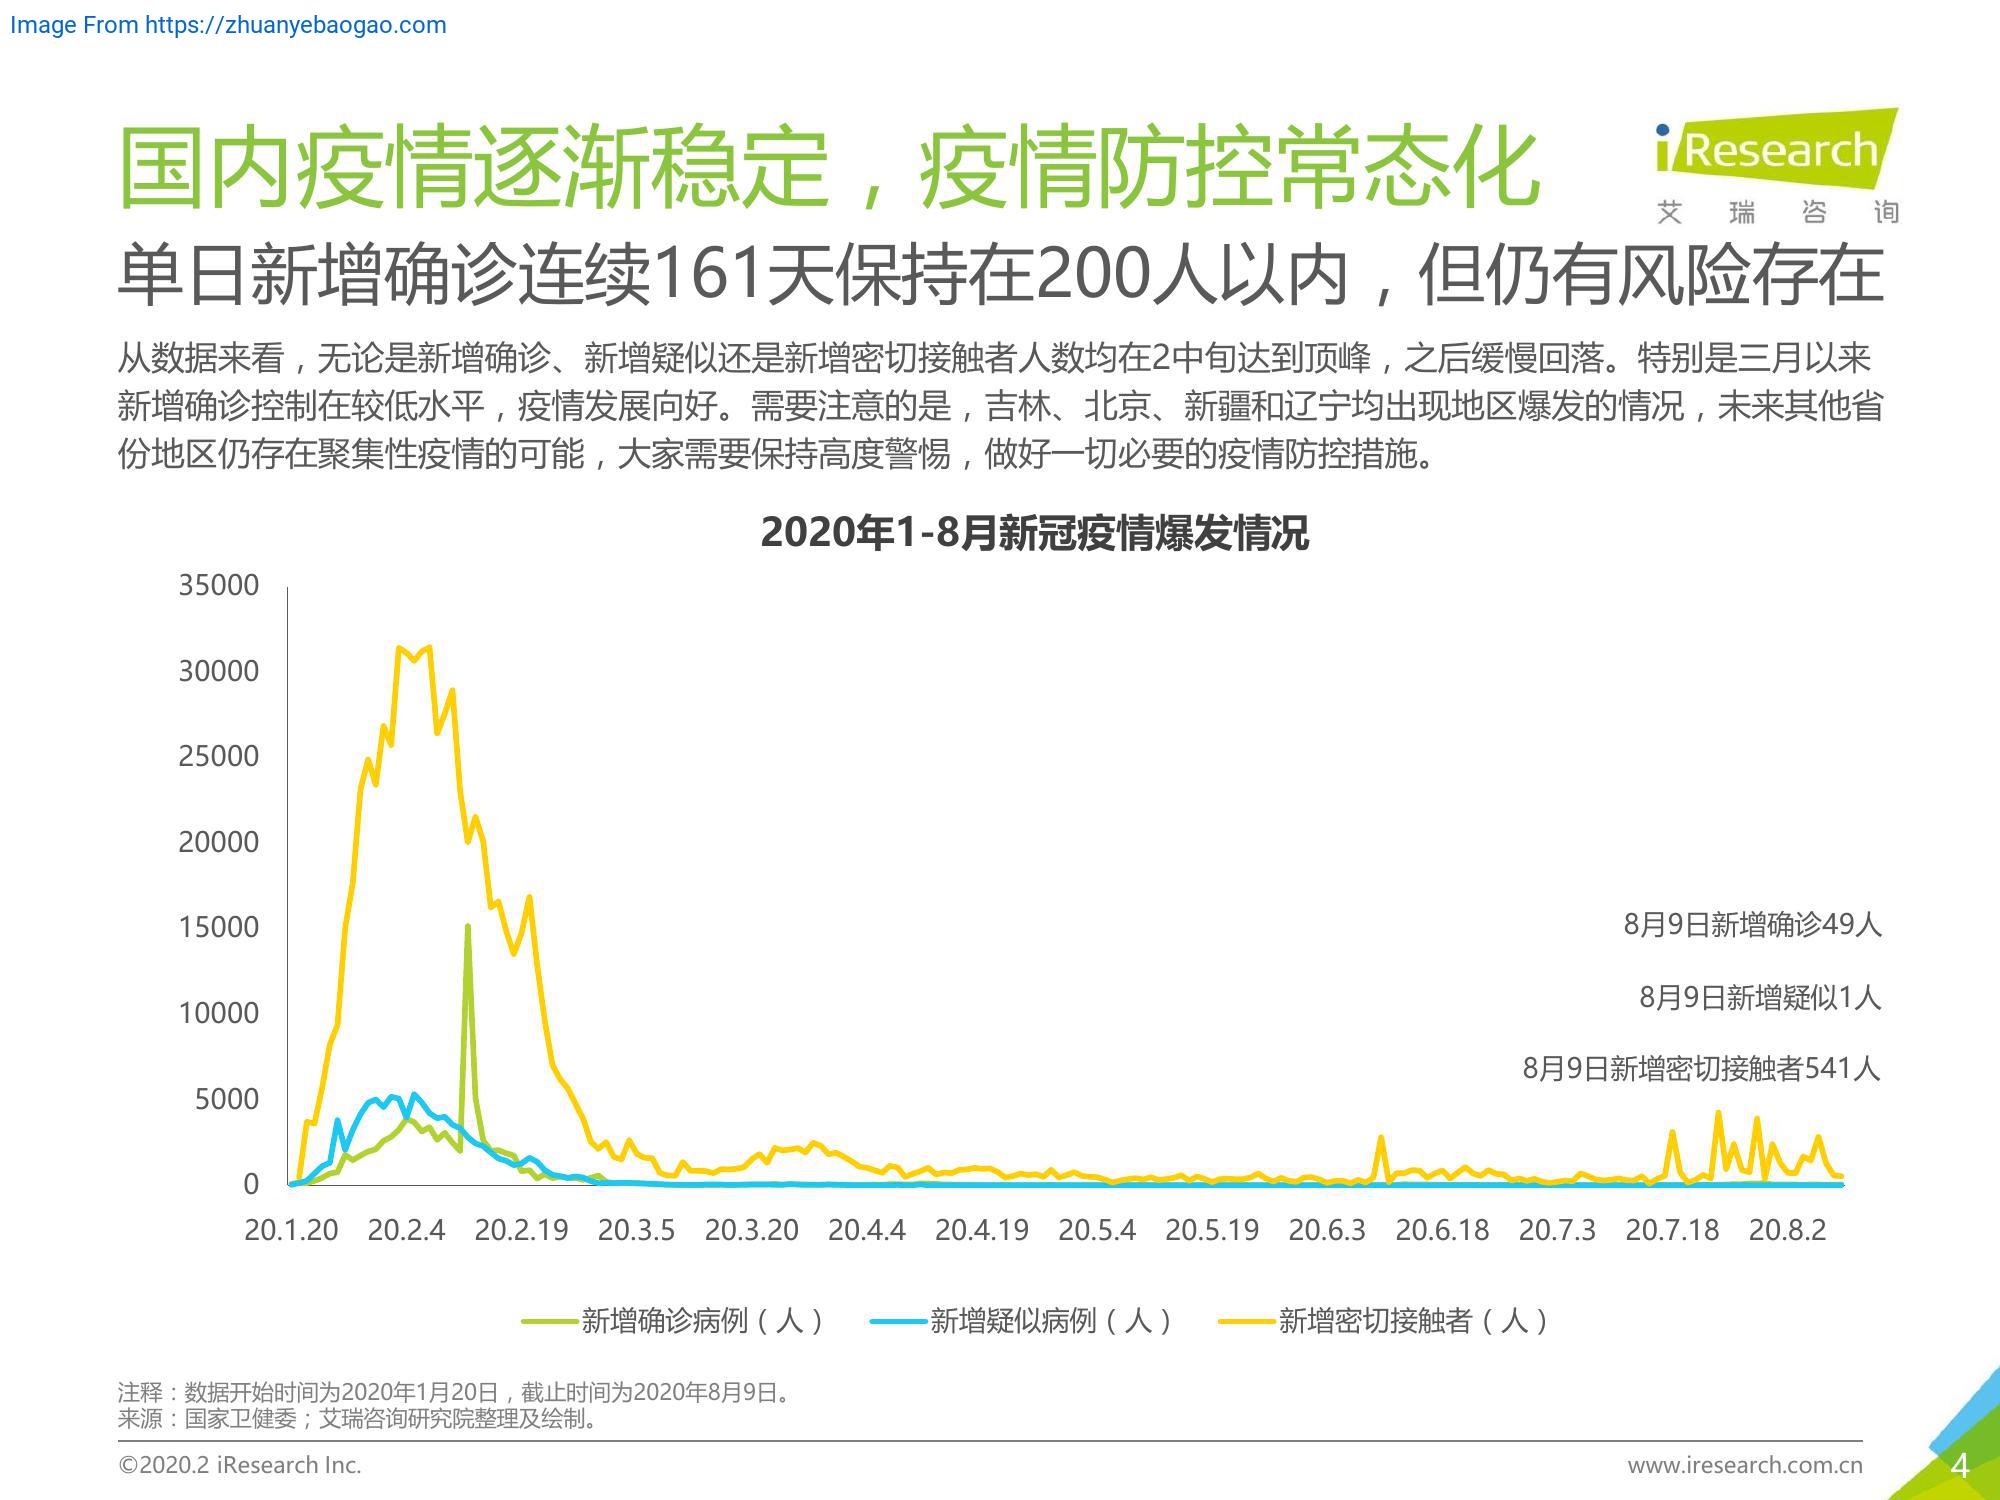 Image From https://zhuanyebaogao.com
国内疫情逐渐稳定，疫情防控常态化
iResearch
艾瑞咨询
单日新增确诊连续161天保持在200人以内，但仍有风险存在
从数据来看，无论是新增确诊、新增疑似还是新增密切接触者人数均在2中旬达到顶峰，之后缓慢回落。特别是三月以来
新增确诊控制在较低水平，疫情发展向好。需要注意的是，吉林、北京、新疆和辽宁均出现地区爆发的情况，未来其他省
份地区仍存在聚集性疫情的可能，大家需要保持高度警惕，做好一切必要的疫情防控措施。
2020年1-8月新冠疫情爆发情况
35000
30000
25000
20000
15000
10000
5000
0
8月9日新增确诊49人
8月9日新增疑似1人
8月9日新增密切接触者541人
20.1.20 20.2.4 20.2.19 20.3.5 20.3.20 20.4.4 20.4.19 20.5.4 20.5.19 20.6.3 20.6.18 20.7.3 20.7.18 20.8.2
新增确诊病例（人） 新增疑似病例（人） 新增密切接触者（人）
注释：数据开始时间为2020年1月20日，截止时间为2020年8月9日。
来源：国家卫健委；艾瑞咨询研究院整理及绘制。
©2020.2 iResearch Inc.
www.iresearch.com.cn
4